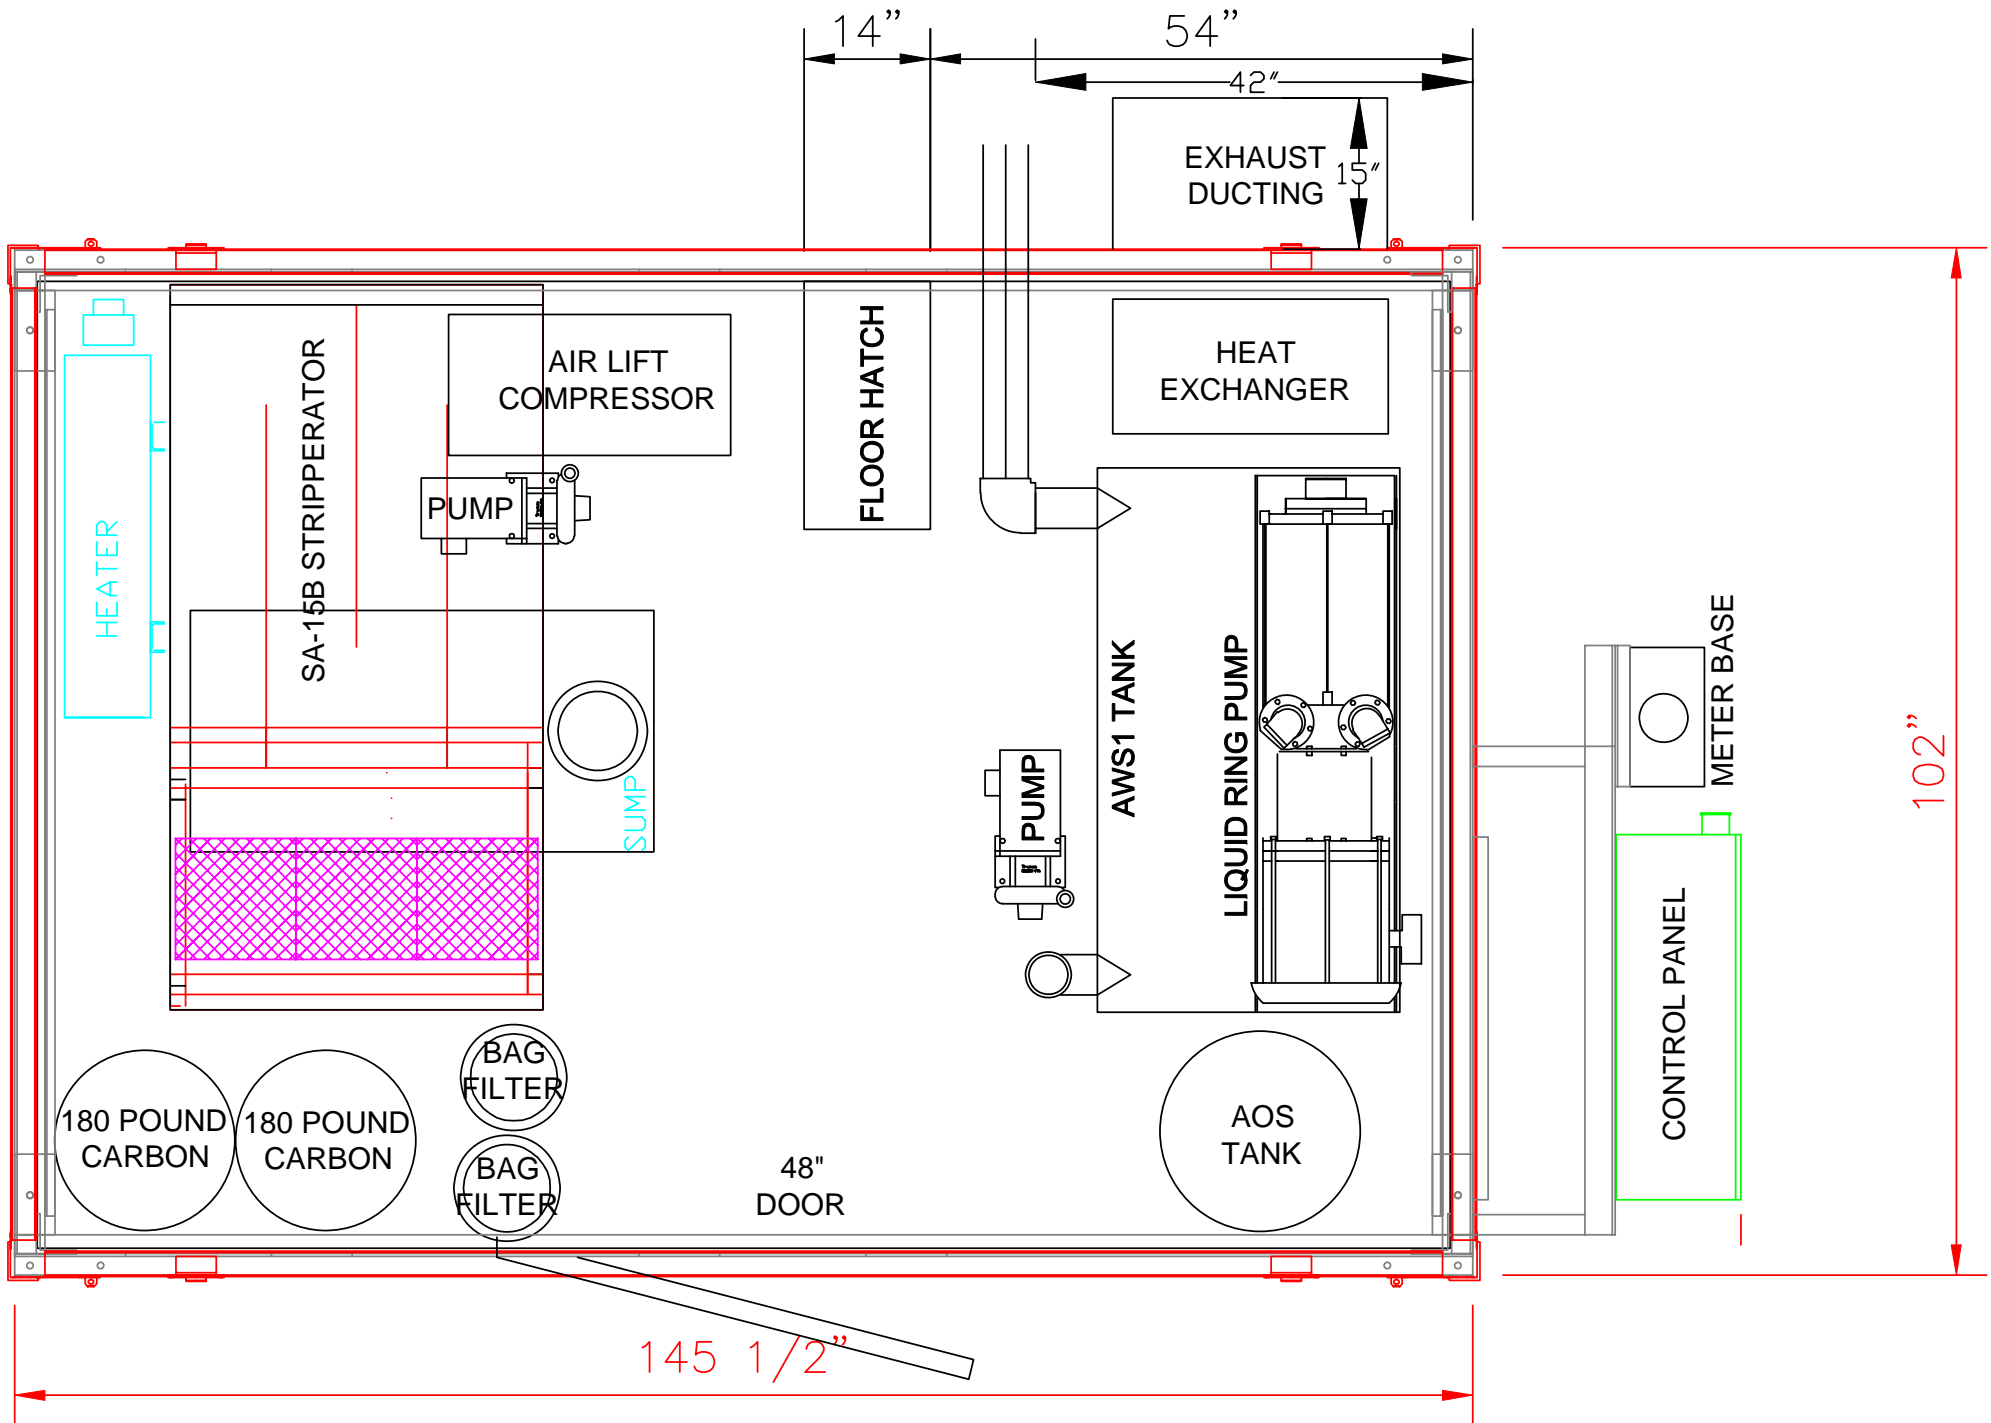 14”
54”
42"
EXHAUST
DUCTING
15"
AIR LIFT
COMPRESSOR
FLOOR HATCH
HEAT
EXCHANGER
SA-15B STRIPPERATOR
PUMP
HEATER
METER BASE
AWS1 TANK
LIQUID RING PUMP
102”
SUMP
PUMP
CONTROL PANEL
BAG
FILTER
180 POUND
CARBON
180 POUND
CARBON
BAG
FILTER
48"
DOOR
AOS
TANK
145 1/2”